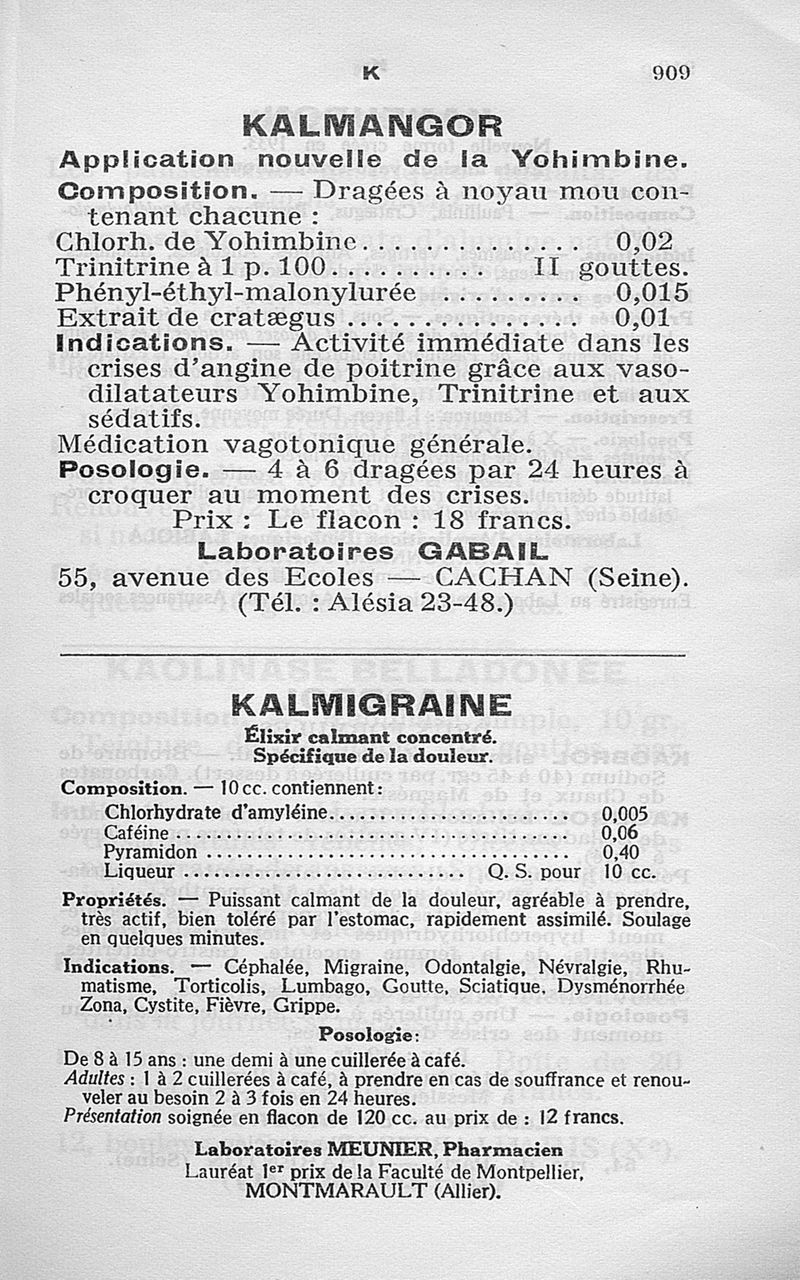 K 909
KALMANGOR
Application nouvelle de la Yohimbine.
Composition. — Dragées à noyau mou con-
tenant chacune :
Chlorh. de Yohimbine . . . . . . . . . . . . . . 0,02
Trinitrine à 1 p. 100 . . . . . . . . . . II gouttes.
Phényl-éthyl-malonylurée . . . . . . . . . 0,015
Extrait de cratægus . . . . . . . . . . . . . . . 0,01
Indications. — Activité immédiate dans les
crises d'angine de poitrine grâce aux vaso-
dilatateurs Yohimbine, Trinitrine et aux
sédatifs.
Médication vagotonique générale.
Posologie. — 4 à 6 dragées par 24 heures à
croquer au moment des crises.
Prix : Le flacon : 18 francs.
Laboratoires GABAIL
55, avenue des Ecoles — CACHAN (Seine).
(Tél. : Alésia 23-48.)
KALMIGRAINE
Élixir calmant concentré.
Spécifique de la douleur.
Composition. — 10 cc. contiennent :
Chlorhydrate d'amyléine . . . . . . . . . . . . . . . . . . . . . . . 0,005
Caféine . . . . . . . . . . . . . . . . . . . . . . . . . . . . . . . . . . . . . . 0,06
Pyramidon . . . . . . . . . . . . . . . . . . . . . . . . . . . . . . . . . . . 0,40
Liqueur . . . . . . . . . . . . . . . . . . . . . . . . . . . . Q. S. pour 10 cc.
Propriétés. — Puissant calmant de la douleur, agréable à prendre,
très actif, bien toléré par l'estomac, rapidement assimilé. Soulage
en quelques minutes.
Indications. — Céphalée, Migraine, Odontalgie, Névralgie, Rhu-
matisme, Torticolis, Lumbago, Goutte, Sciatique, Dysménorrhée
Zona, Cystite, Fièvre, Grippe.
Posologie :
De 8 à 15 ans : une demi à une cuillerée à café.
Adultes : 1 à 2 cuillerées à café, à prendre en cas de souffrance et renou-
veler au besoin 2 à 3 fois en 24 heures.
Présentation soignée en flacon de 120 cc. au prix de : 12 francs.
Laboratoires MEUNIER, Pharmacien
Lauréat 1er prix de la Faculté de Montpellier,
MONTMARAULT (Allier).